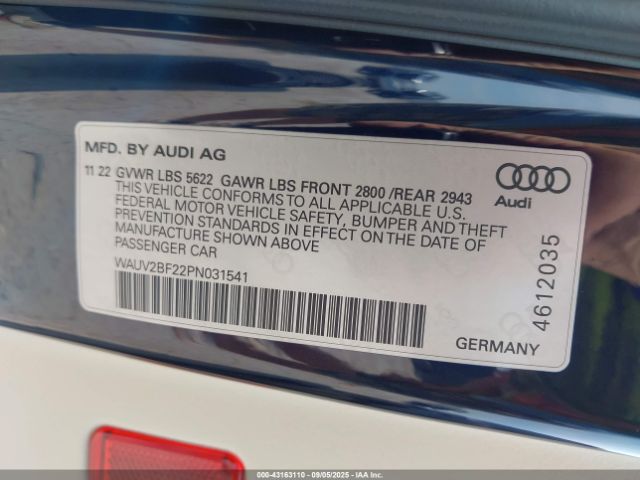 MFD. BY AUDI AG
11 22 GVWR LBS 5622 GAWR LBS FRONT 2800 /REAR 2943
THIS VEHICLE CONFORMS TO ALL APPLICABLE U.S.
FEDERAL MOTOR VEHICLE SAFETY, BUMPER AND THEFT
PREVENTION STANDARDS IN EFFECT ON THE DATE OF
MANUFACTURE SHOWN ABOVE
PASSENGER CAR
WAUV2BF22PN031541
Audi
4612035
GERMANY
000-43163110 - 09/05/2025 - IAAI.COM